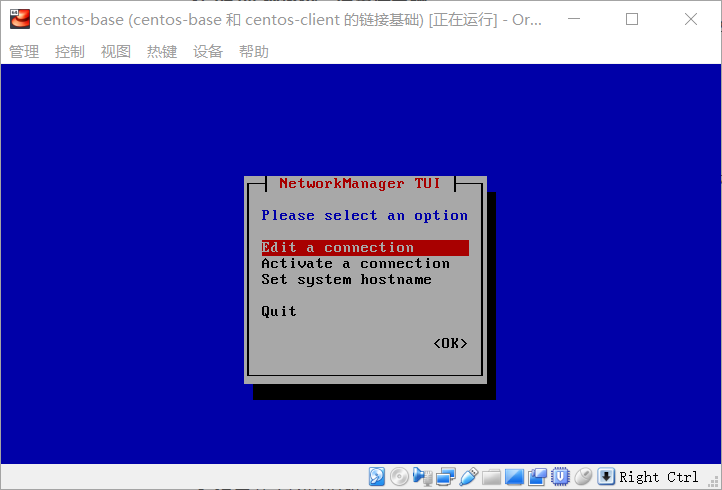 centos-base (centos-base 和 centos-client 的链接基础) [正在运行] - Or...
管理 控制 视图 热键 设备 帮助
NetworkManager TUI
Please select an option
Edit a connection
Activate a connection
Set system hostname
Quit
<OK>
Right Ctrl